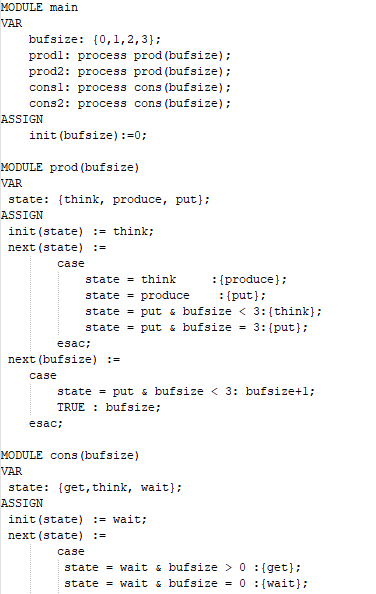 MODULE main
VAR
    bufsize: {0,1,2,3};
    prod1: process prod(bufsize);
    prod2: process prod(bufsize);
    cons1: process cons(bufsize);
    cons2: process cons(bufsize);
ASSIGN
    init(bufsize):=0;

MODULE prod(bufsize)
VAR
 state: {think, produce, put};
ASSIGN
 init(state) := think;
 next(state) :=
        case
            state = think     :{produce};
            state = produce    :{put};
            state = put & bufsize < 3:{think};
            state = put & bufsize = 3:{put};
        esac;
 next(bufsize) :=
    case
        state = put & bufsize < 3: bufsize+1;
        TRUE : bufsize;
    esac;

MODULE cons(bufsize)
VAR
 state: {get,think, wait};
ASSIGN
 init(state) := wait;
 next(state) :=
        case
         state = wait & bufsize > 0 :{get};
         state = wait & bufsize = 0 :{wait};